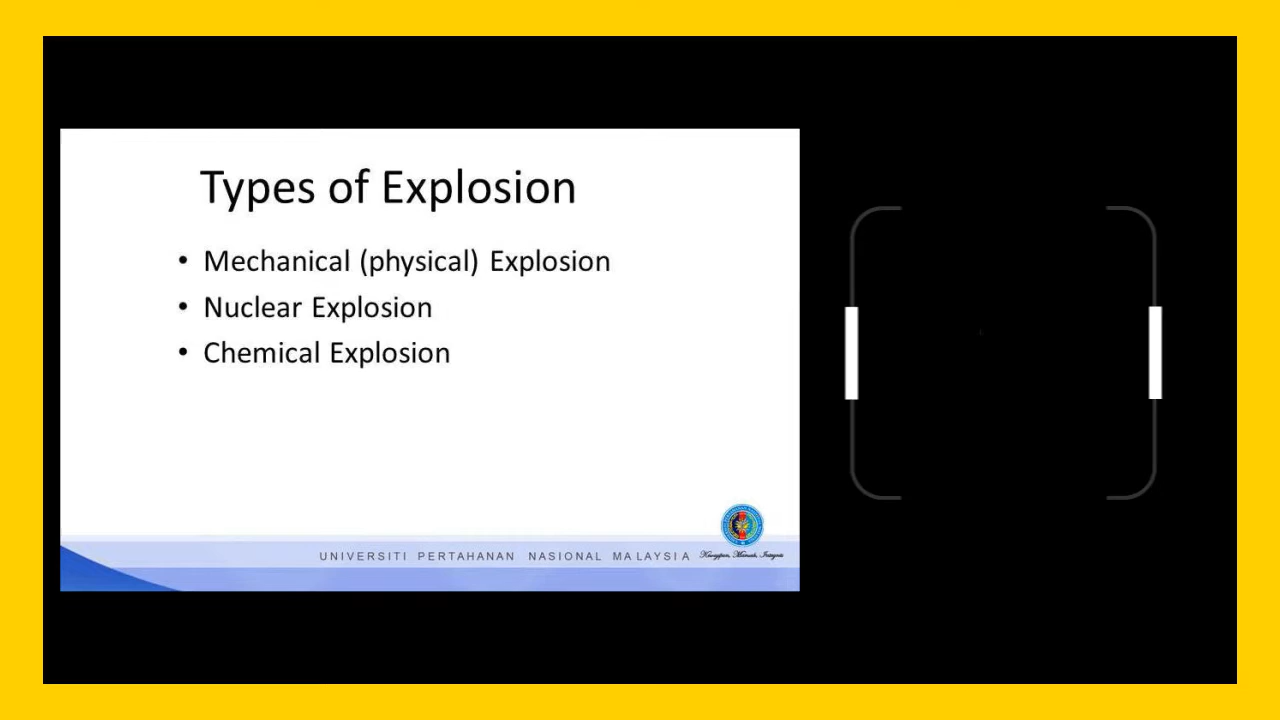 Types of Explosion
• Mechanical (physical) Explosion
• Nuclear Explosion
• Chemical Explosion
UNIVERSITI PERTAHANAN NASIONAL MALAYSIA